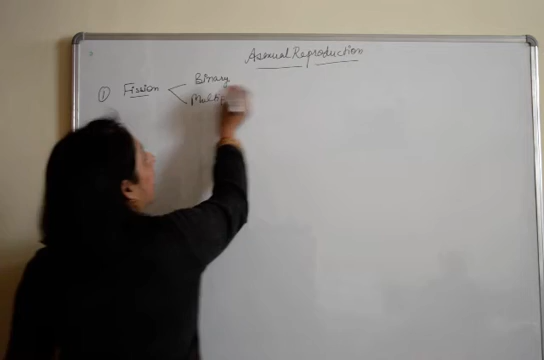 Asexual Reproduction
① Fission
Binary